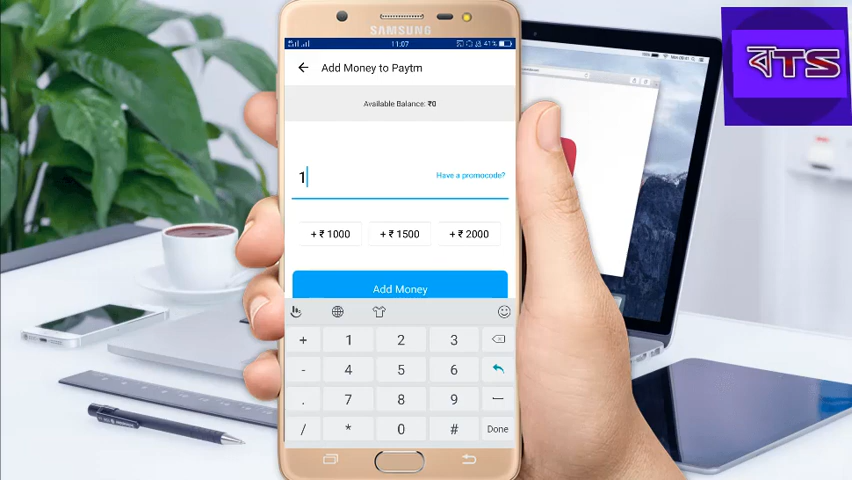 SAMSUNG
11:07
41%
Add Money to Paytm
Available Balance: ₹0
1
Have a promocode?
+ ₹ 1000
+ ₹ 1500
+ ₹ 2000
Add Money
+ 1 2 3
- 4 5 6
. 7 8 9
/ * 0 # Done
বTS